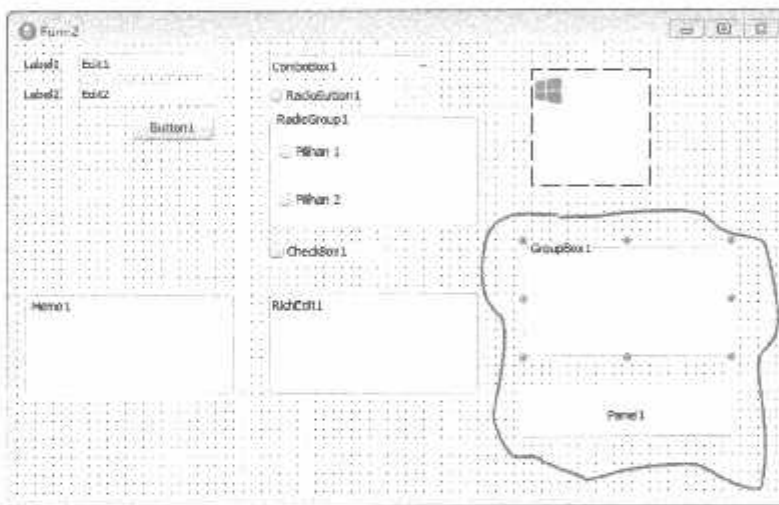 Form2
Label1 Edit1
Label2 Edit2
Button1
ComboBox1
RadioButton1
RadioGroup1
Pilihan 1
Pilihan 2
CheckBox1
GroupBox1
Memo1
RichEdit1
Panel1